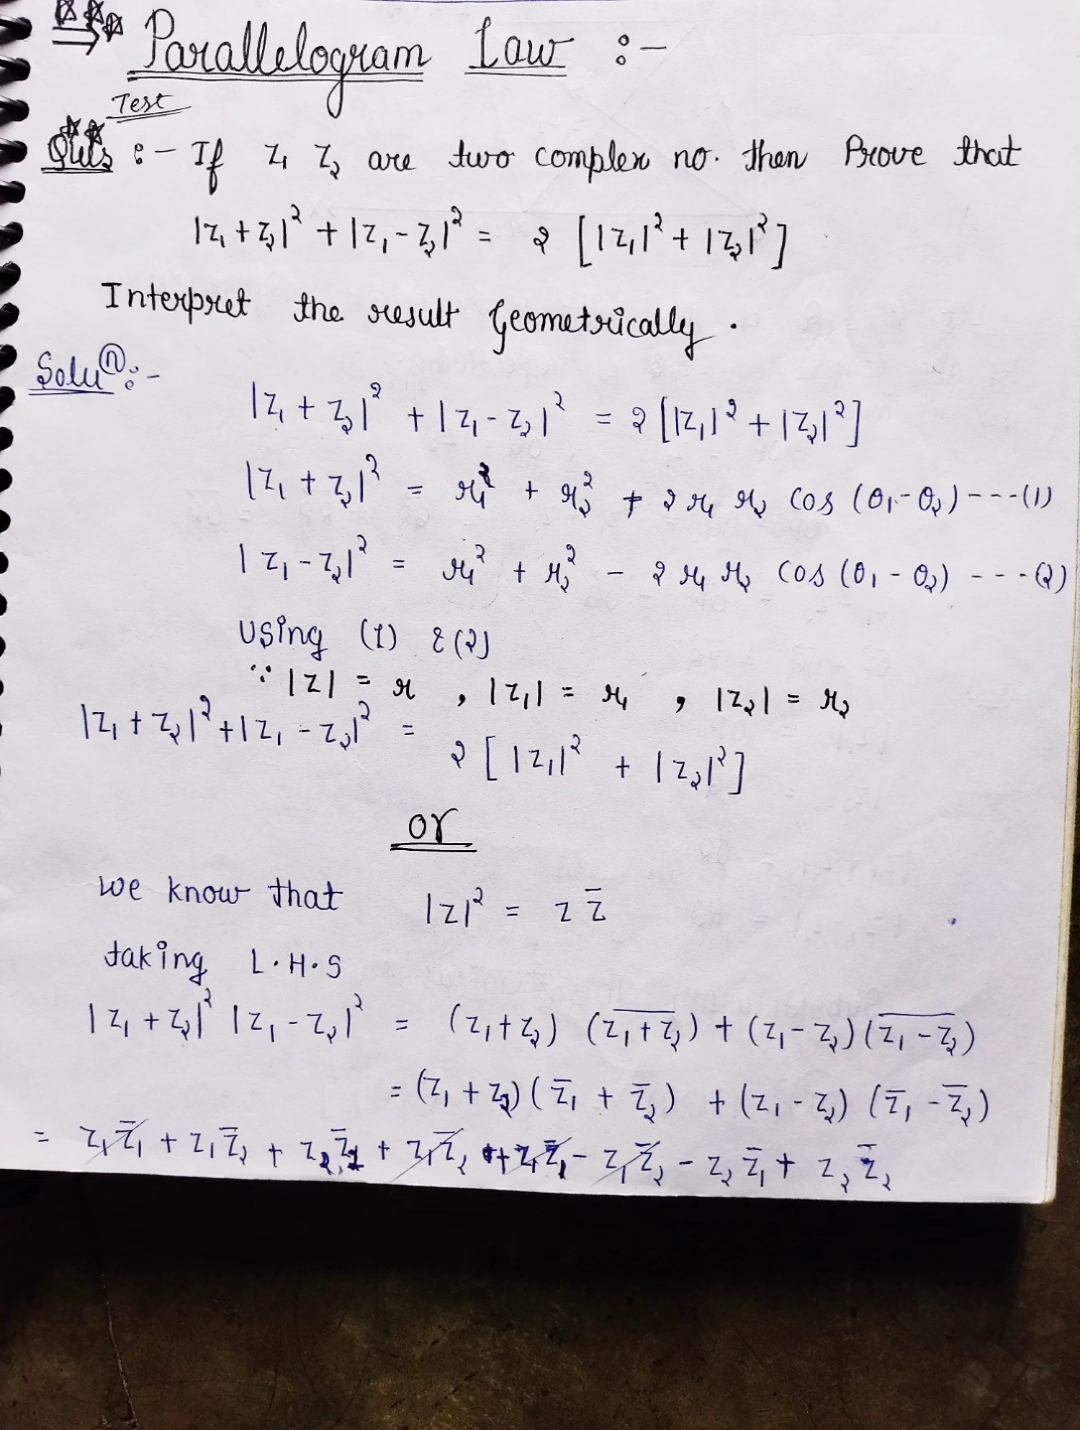 Parallelogram Law :-
Test
Ques :- If z₁ z₂ are two complex no. then Prove that
|z₁ + z₂|² + |z₁ - z₂|² = 2 [|z₁|² + |z₂|²]
Interpret the result Geometrically.
Soluⁿ :-
|z₁ + z₂|² + |z₁ - z₂|² = 2 [|z₁|² + |z₂|²]
|z₁ + z₂|² = r₁² + r₂² + 2 r₁ r₂ cos (θ₁ - θ₂) ---(1)
|z₁ - z₂|² = r₁² + r₂² - 2 r₁ r₂ cos (θ₁ - θ₂) ---(2)
using (1) & (2)
∵ |z| = r , |z₁| = r₁ , |z₂| = r₂
|z₁ + z₂|² + |z₁ - z₂|² =
2 [ |z₁|² + |z₂|²]
or
we know that |z|² = z z̅
taking L.H.S
|z₁ + z₂|² |z₁ - z₂|² = (z₁ + z₂) (z̅₁̅ ̅+̅ ̅z̅₂̅) + (z₁ - z₂) (z̅₁̅ ̅-̅ ̅z̅₂̅)
= (z₁ + z₂) (z̅₁ + z̅₂) + (z₁ - z₂) (z̅₁ - z̅₂)
= z₁z̅₁ + z₁z̅₂ + z₂z̅₁ + z₂z̅₂ + z₁z̅₁ - z₁z̅₂ - z₂ z̅₁ + z₂ z̅₂